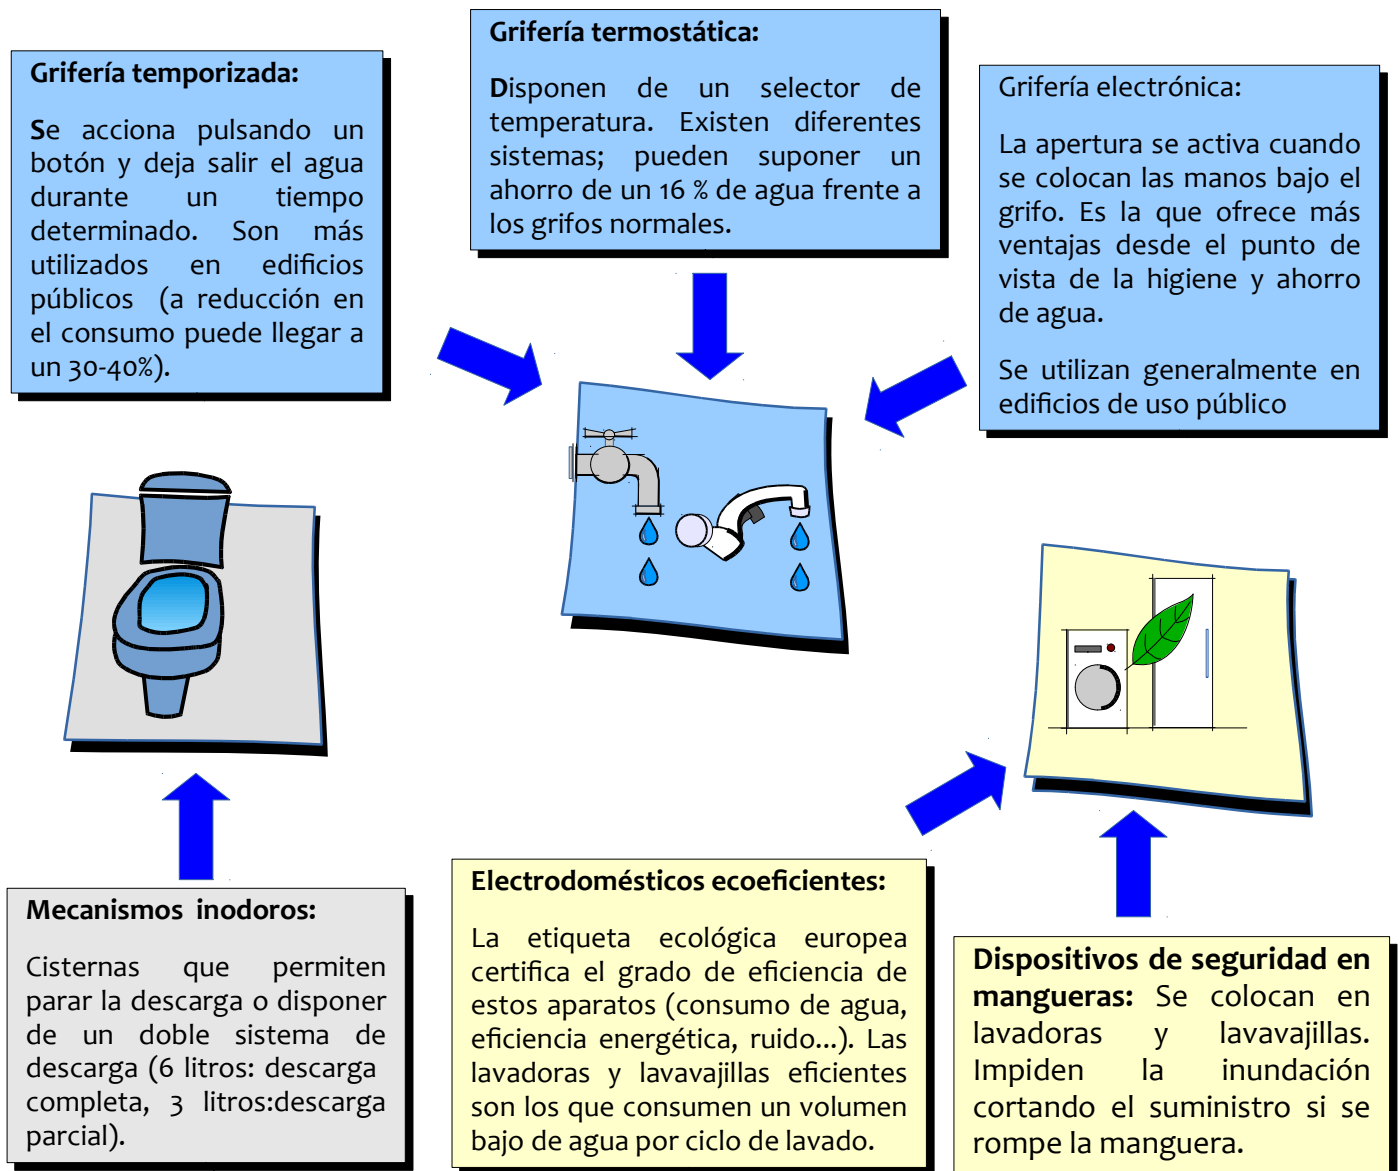 Grifería temporizada:
Se acciona pulsando un
botón y deja salir el agua
durante un tiempo
determinado. Son más
utilizados en edificios
públicos (a reducción en
el consumo puede llegar a
un 30-40%).
Grifería termostática:
Disponen de un selector de
temperatura. Existen diferentes
sistemas; pueden suponer un
ahorro de un 16 % de agua frente a
los grifos normales.
Grifería electrónica:
La apertura se activa cuando
se colocan las manos bajo el
grifo. Es la que ofrece más
ventajas desde el punto de
vista de la higiene y ahorro
de agua.
Se utilizan generalmente en
edificios de uso público
Mecanismos inodoros:
Cisternas que permiten
parar la descarga o disponer
de un doble sistema de
descarga (6 litros: descarga
completa, 3 litros:descarga
parcial).
Electrodomésticos ecoeficientes:
La etiqueta ecológica europea
certifica el grado de eficiencia de
estos aparatos (consumo de agua,
eficiencia energética, ruido...). Las
lavadoras y lavavajillas eficientes
son los que consumen un volumen
bajo de agua por ciclo de lavado.
Dispositivos de seguridad en
mangueras: Se colocan en
lavadoras y lavavajillas.
Impiden la inundación
cortando el suministro si se
rompe la manguera.